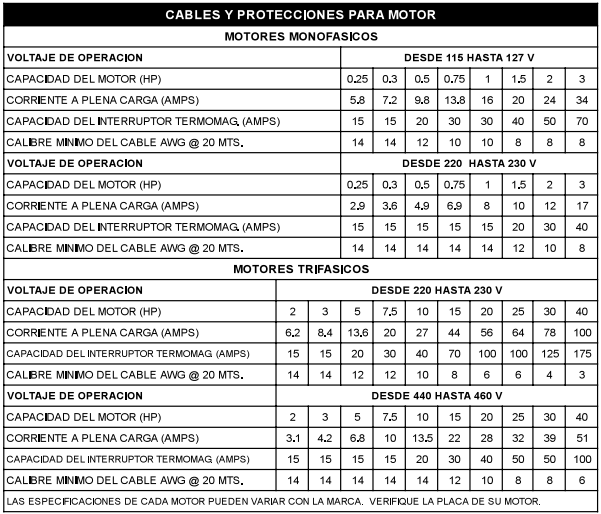 CABLES Y PROTECCIONES PARA MOTOR
MOTORES MONOFASICOS
VOLTAJE DE OPERACION DESDE 115 HASTA 127 V
CAPACIDAD DEL MOTOR (HP) 0.25 0.3 0.5 0.75 1 1.5 2 3
CORRIENTE A PLENA CARGA (AMPS) 5.8 7.2 9.8 13.8 16 20 24 34
CAPACIDAD DEL INTERRUPTOR TERMOMAG. (AMPS) 15 15 20 30 30 40 50 70
CALIBRE MINIMO DEL CABLE AWG @ 20 MTS. 14 14 12 10 10 8 8 8
VOLTAJE DE OPERACION DESDE 220 HASTA 230 V
CAPACIDAD DEL MOTOR (HP) 0.25 0.3 0.5 0.75 1 1.5 2 3
CORRIENTE A PLENA CARGA (AMPS) 2.9 3.6 4.9 6.9 8 10 12 17
CAPACIDAD DEL INTERRUPTOR TERMOMAG. (AMPS) 15 15 15 15 15 20 30 40
CALIBRE MINIMO DEL CABLE AWG @ 20 MTS. 14 14 14 14 14 12 10 8
MOTORES TRIFASICOS
VOLTAJE DE OPERACION DESDE 220 HASTA 230 V
CAPACIDAD DEL MOTOR (HP) 2 3 5 7.5 10 15 20 25 30 40
CORRIENTE A PLENA CARGA (AMPS) 6.2 8.4 13.6 20 27 44 56 64 78 100
CAPACIDAD DEL INTERRUPTOR TERMOMAG. (AMPS) 15 15 20 30 40 70 100 100 125 175
CALIBRE MINIMO DEL CABLE AWG @ 20 MTS. 14 14 12 12 10 8 6 6 4 3
VOLTAJE DE OPERACION DESDE 440 HASTA 460 V
CAPACIDAD DEL MOTOR (HP) 2 3 5 7.5 10 15 20 25 30 40
CORRIENTE A PLENA CARGA (AMPS) 3.1 4.2 6.8 10 13.5 22 28 32 39 51
CAPACIDAD DEL INTERRUPTOR TERMOMAG. (AMPS) 15 15 15 15 20 30 40 50 50 100
CALIBRE MINIMO DEL CABLE AWG @ 20 MTS. 14 14 14 14 14 12 10 8 8 6
LAS ESPECIFICACIONES DE CADA MOTOR PUEDEN VARIAR CON LA MARCA. VERIFIQUE LA PLACA DE SU MOTOR.